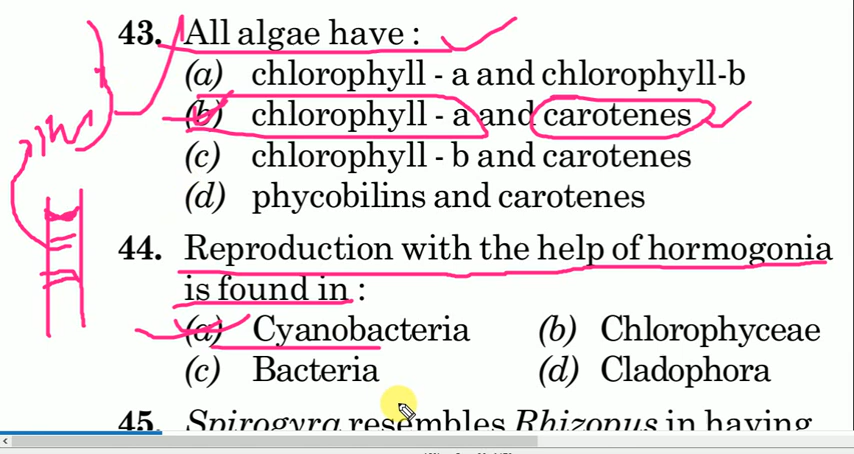 43. All algae have :
(a) chlorophyll - a and chlorophyll-b
(b) chlorophyll - a and carotenes
(c) chlorophyll - b and carotenes
(d) phycobilins and carotenes
44. Reproduction with the help of hormogonia
is found in :
(a) Cyanobacteria (b) Chlorophyceae
(c) Bacteria (d) Cladophora
45. Spirogyra resembles Rhizopus in having